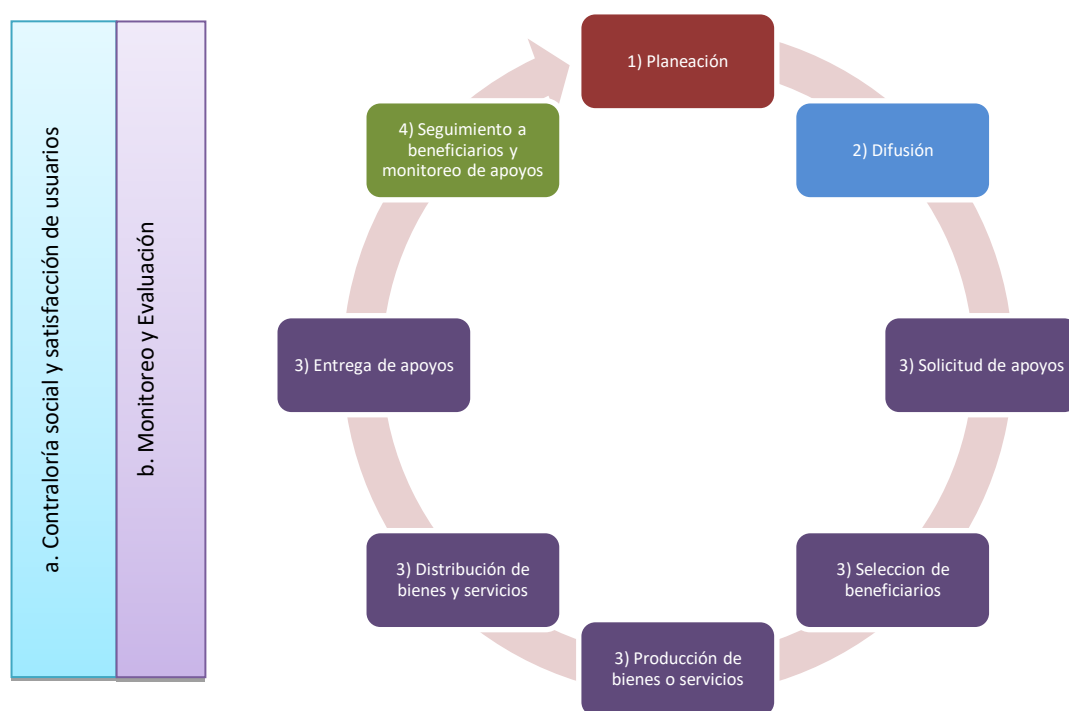 a. Contraloría social y satisfacción de usuarios
b. Monitoreo y Evaluación
1) Planeación
2) Difusión
3) Solicitud de apoyos
3) Seleccion de
beneficiarios
3) Producción de
bienes o servicios
3) Distribución de
bienes y servicios
3) Entrega de apoyos
4) Seguimiento a
beneficiarios y
monitoreo de apoyos